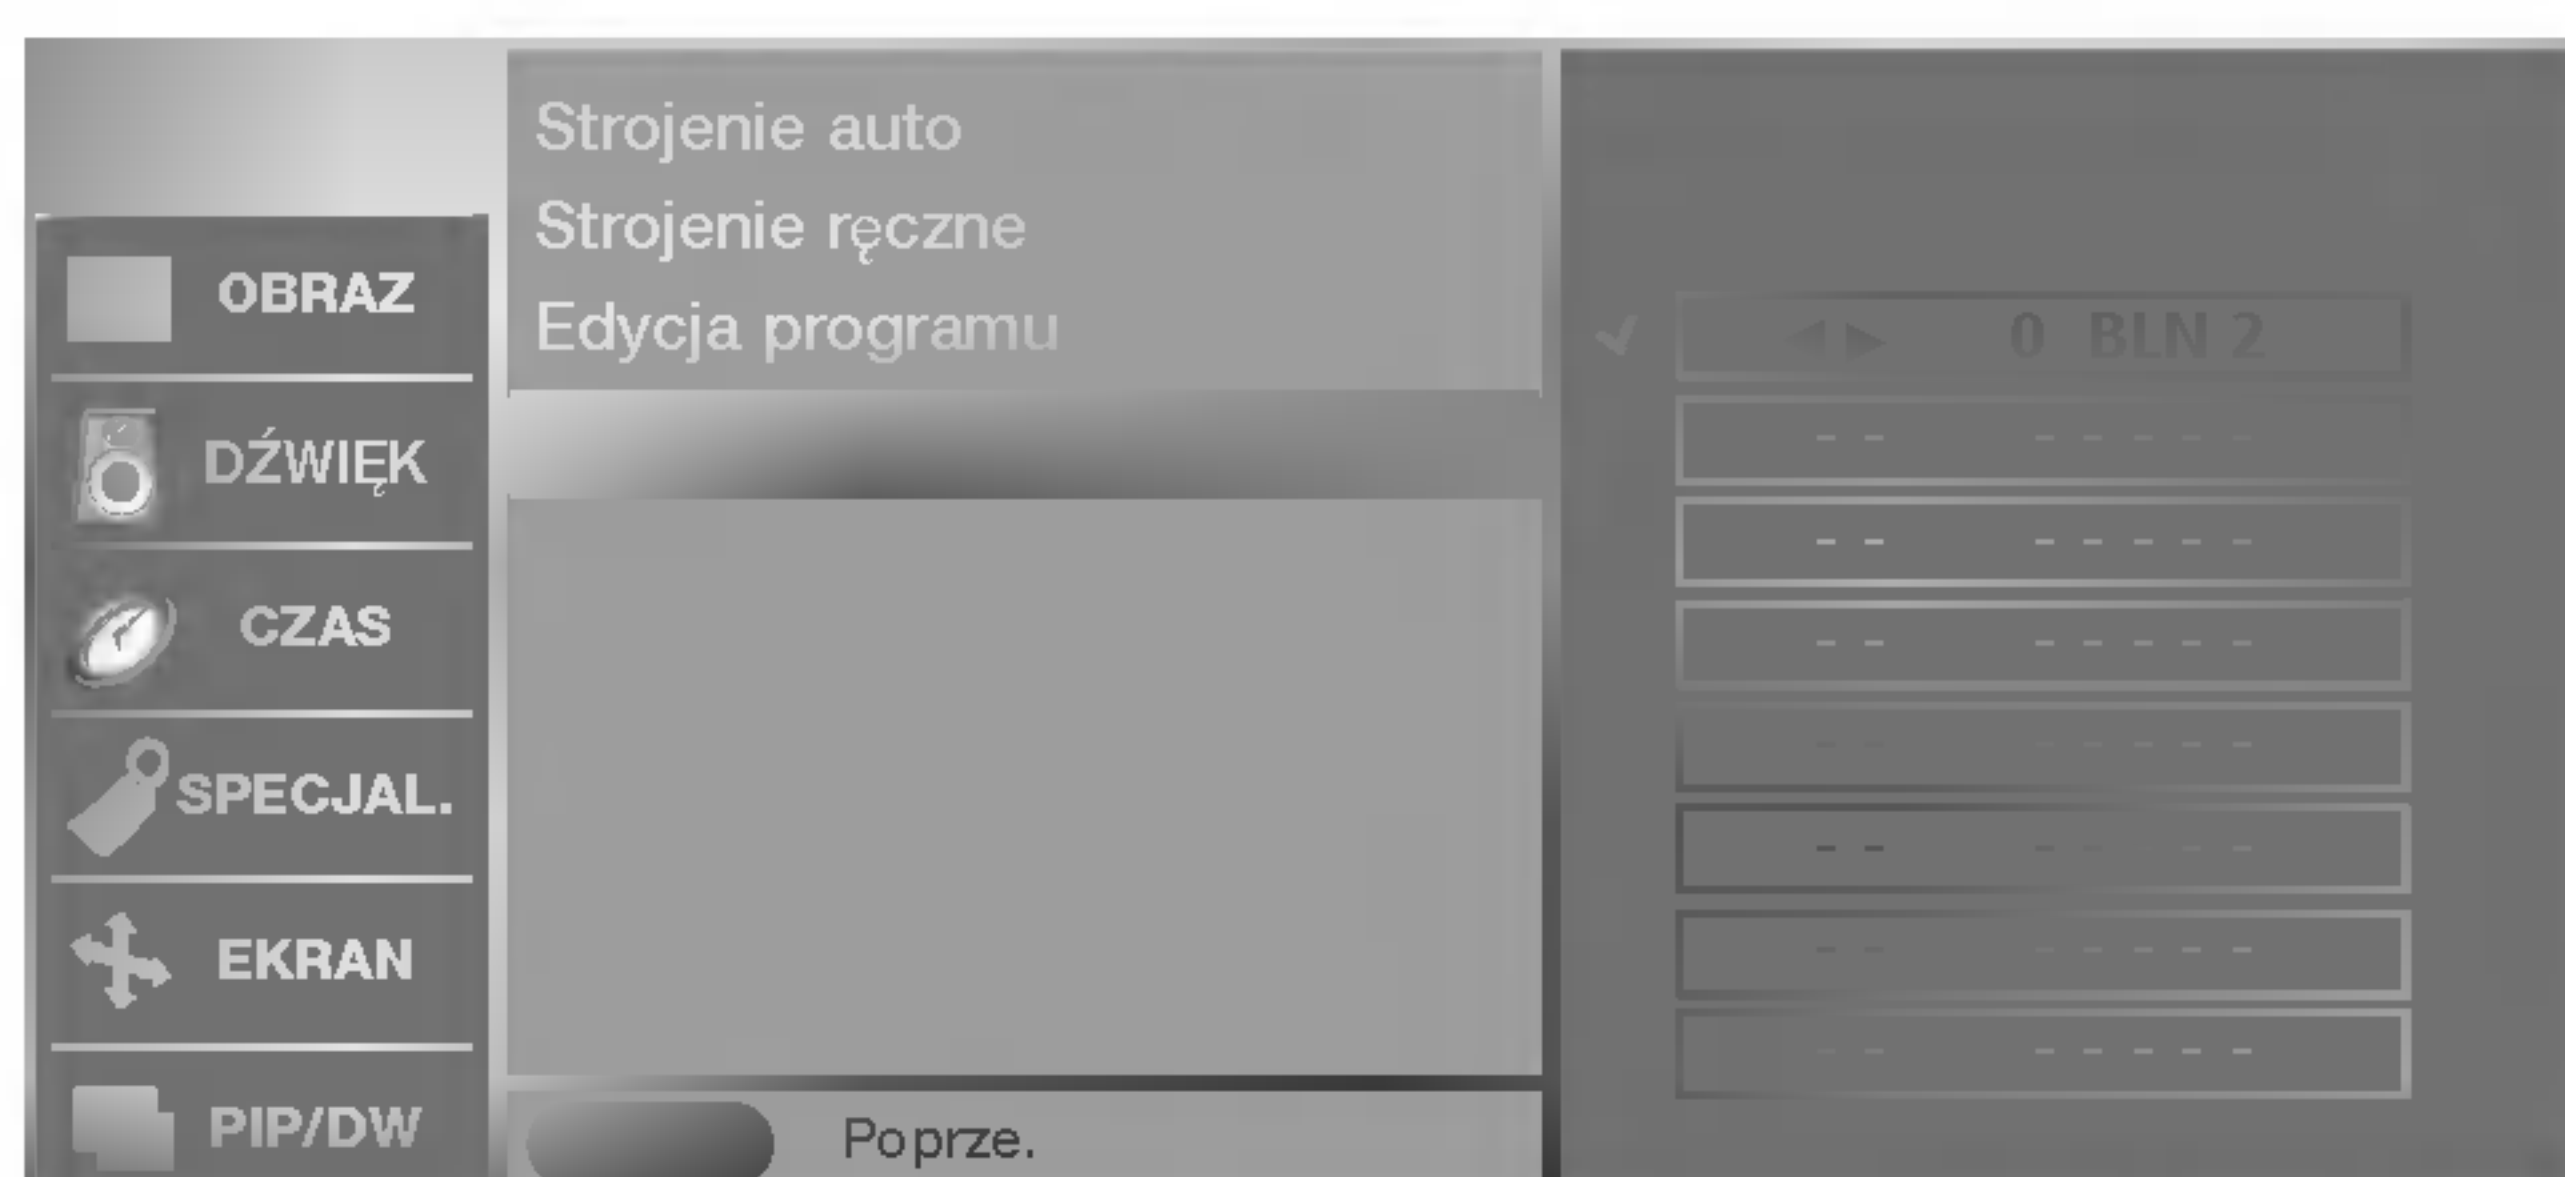 Strojenie auto
Strojenie ręczne
Edycja programu
OBRAZ
DŹWIĘK
CZAS
SPECJAL.
EKRAN
PIP/DW
Poprze.
0 BLN 2
-- -----
-- -----
-- -----
-- -----
-- -----
-- -----
-- -----